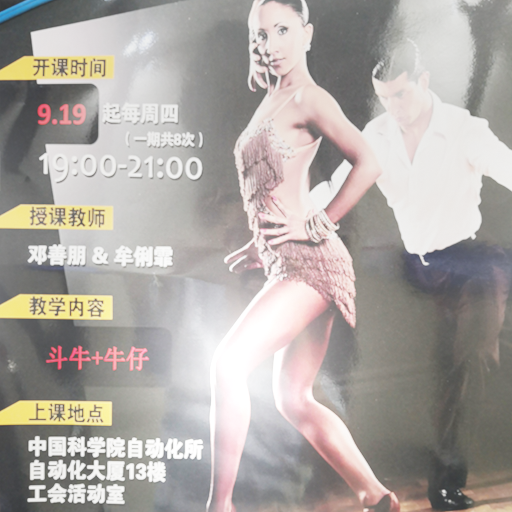 开课时间
9.19 起每周四
(一期共8次)
19:00-21:00
授课教师
邓善朋 & 牟俐霏
教学内容
斗牛+牛仔
上课地点
中国科学院自动化所
自动化大厦13楼
工会活动室